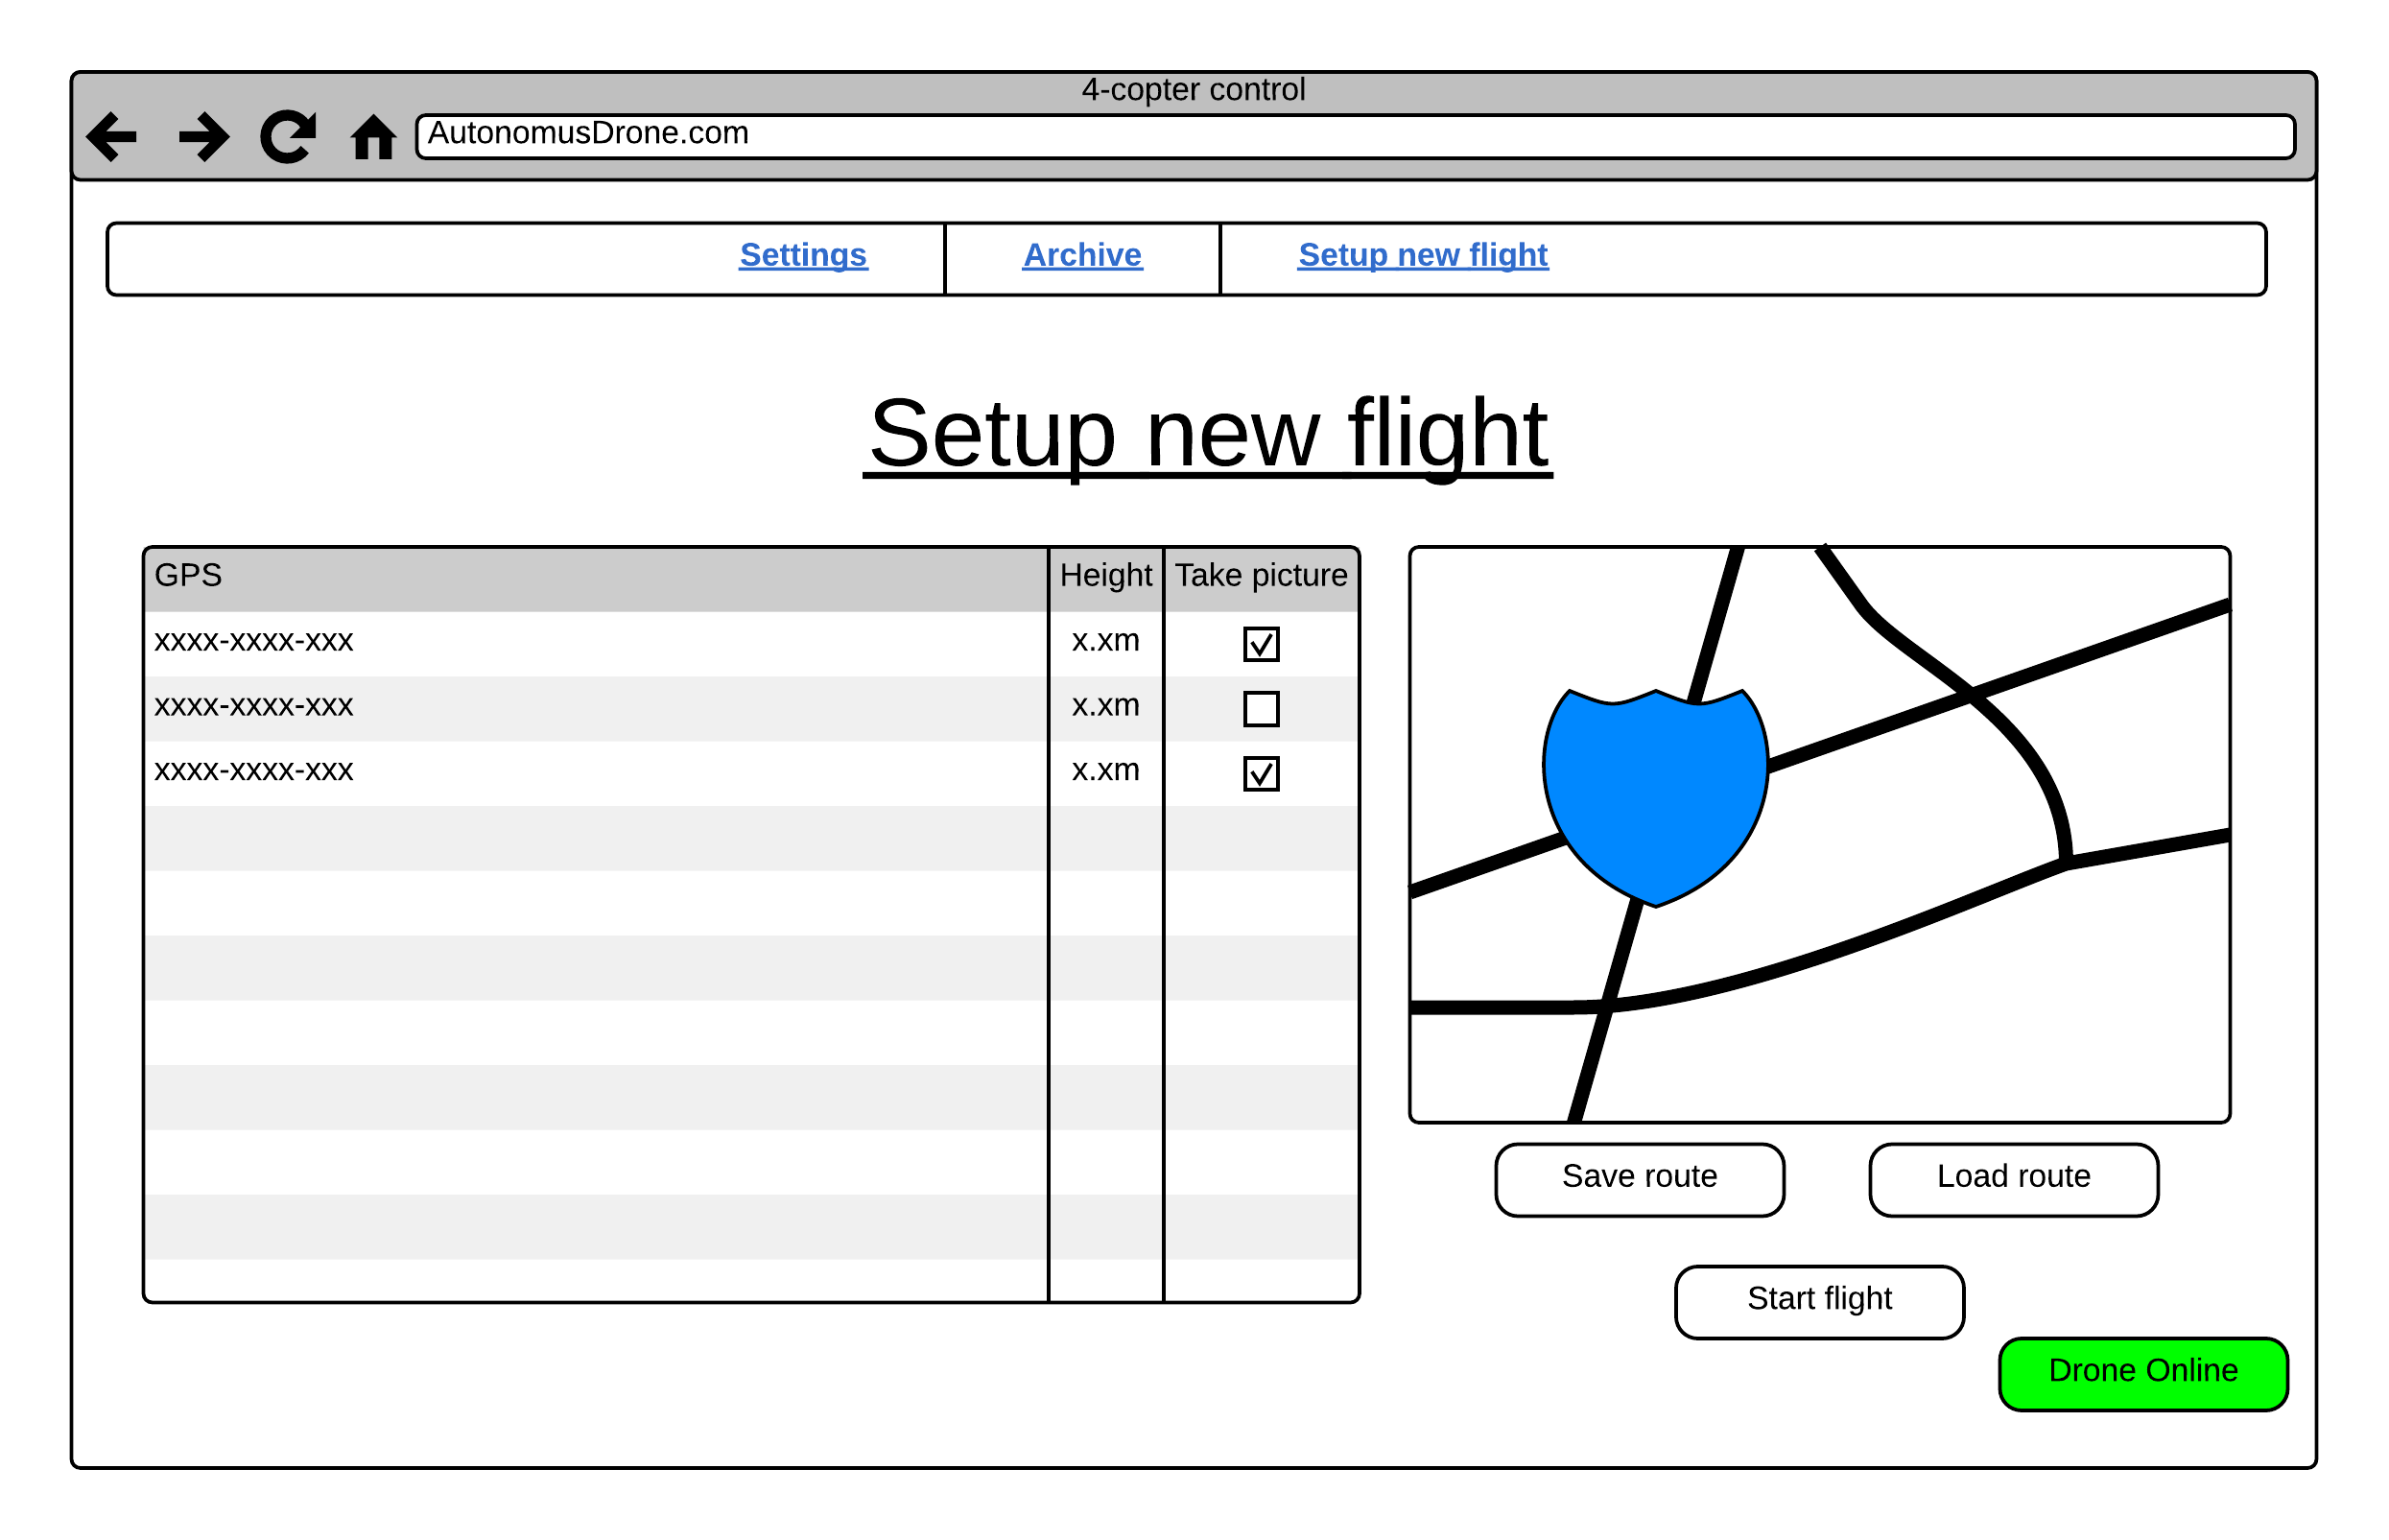 4-copter control
AutonomusDrone.com
Settings Archive Setup new flight
Setup new flight
GPS Height Take picture
xxxx-xxxx-xxx x.xm
xxxx-xxxx-xxx x.xm
xxxx-xxxx-xxx x.xm
Save route Load route
Start flight
Drone Online